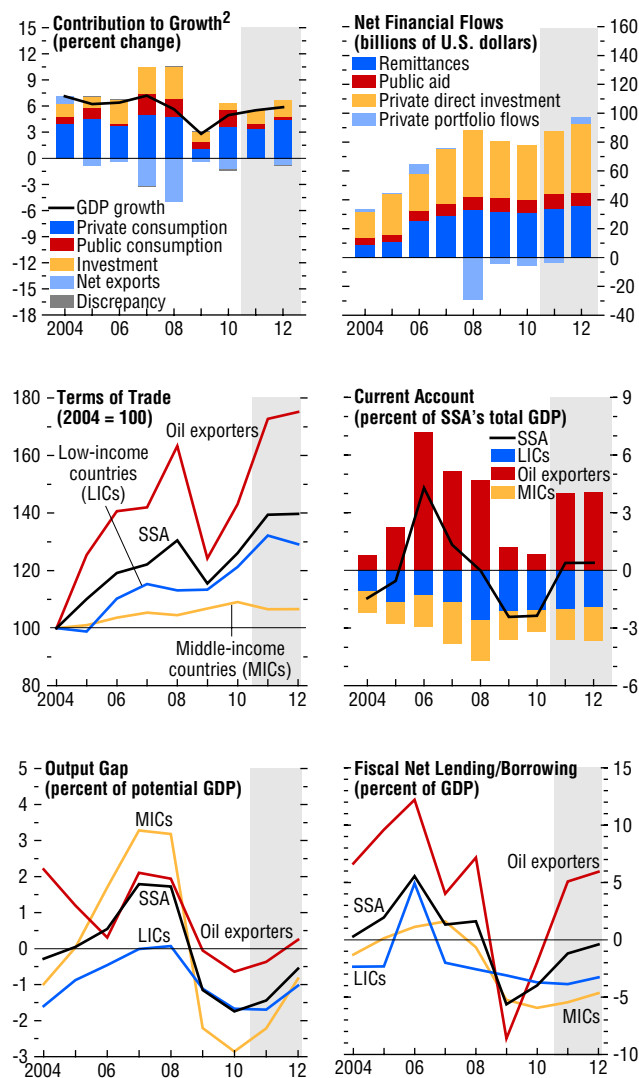 Contribution to Growth²
(percent change)
15
12
9
6
3
0
-3
-6
-9
-12
-15
-18
GDP growth
Private consumption
Public consumption
Investment
Net exports
Discrepancy
2004 06 08 10 12
Net Financial Flows
(billions of U.S. dollars)
Remittances
Public aid
Private direct investment
Private portfolio flows
160
140
120
100
80
60
40
20
0
-20
-40
2004 06 08 10 12
Terms of Trade
(2004 = 100)
180
160
140
120
100
80
Oil exporters
Low-income
countries
(LICs)
SSA
Middle-income
countries (MICs)
2004 06 08 10 12
Current Account
(percent of SSA's total GDP)
SSA
LICs
Oil exporters
MICs
9
6
3
0
-3
-6
2004 06 08 10 12
Output Gap
(percent of potential GDP)
5
4
3
2
1
0
-1
-2
-3
MICs
SSA
Oil exporters
LICs
2004 06 08 10 12
Fiscal Net Lending/Borrowing
(percent of GDP)
15
10
5
0
-5
-10
Oil exporters
SSA
LICs
MICs
2004 06 08 10 12